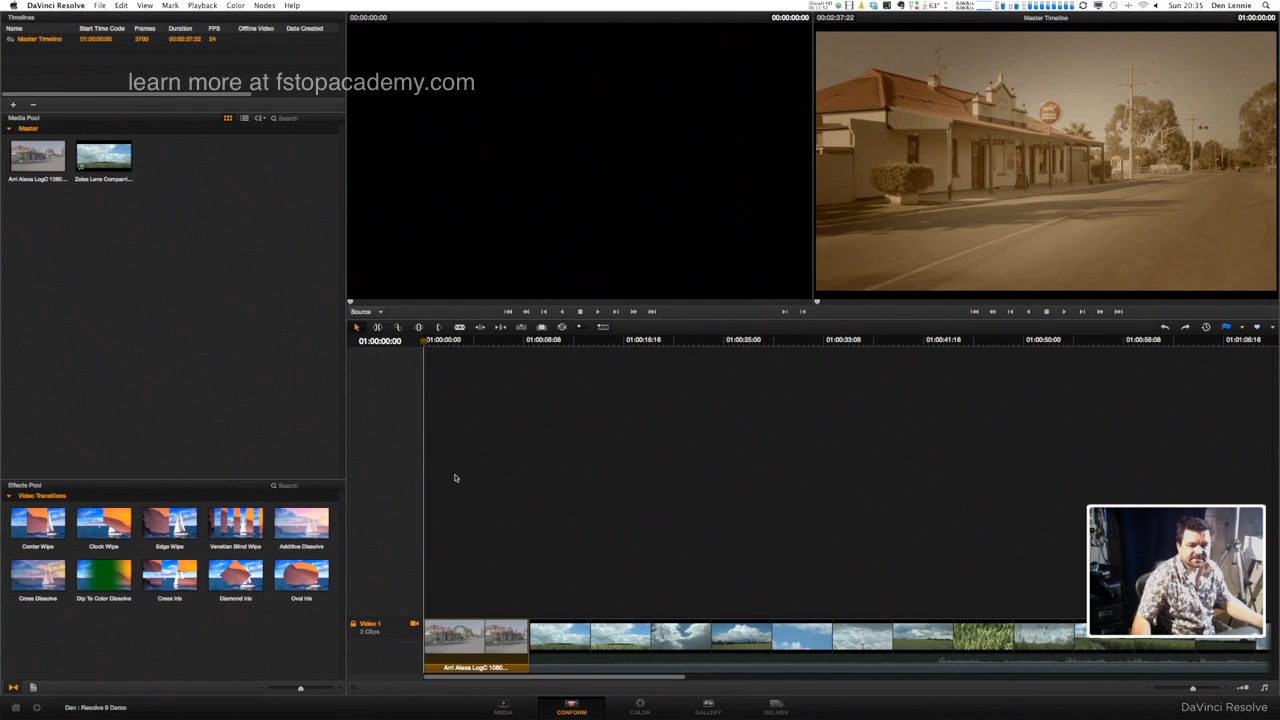 DaVinci Resolve File Edit View Mark Playback Color Nodes Help
63° Sun 20:35 Den Lennie
Timelines
Name Start Time Code Frames Duration FPS Offline Video Date Created
Master Timeline 01:00:00:00 3790 00:02:37:22 24
learn more at fstopacademy.com
Media Pool Search
Master
Arri Alexa LogC 1080... Zeiss Lens Comparri...
00:00:00:00 00:00:00:00 00:02:37:22 Master Timeline 01:00:00:00
Source
01:00:00:00 01:00:00:00 01:00:08:08 01:00:16:16 01:00:25:00 01:00:33:08 01:00:41:16 01:00:50:00 01:00:58:08 01:01:06:16
Effects Pool Search
Video Transitions
Center Wipe Clock Wipe Edge Wipe Venetian Blind Wipe Additive Dissolve
Cross Dissolve Dip To Color Dissolve Cross Iris Diamond Iris Oval Iris
Video 1
2 Clips
Arri Alexa LogC 1080...
Den : Resolve 9 Demo
MEDIA CONFORM COLOR GALLERY DELIVER
DaVinci Resolve